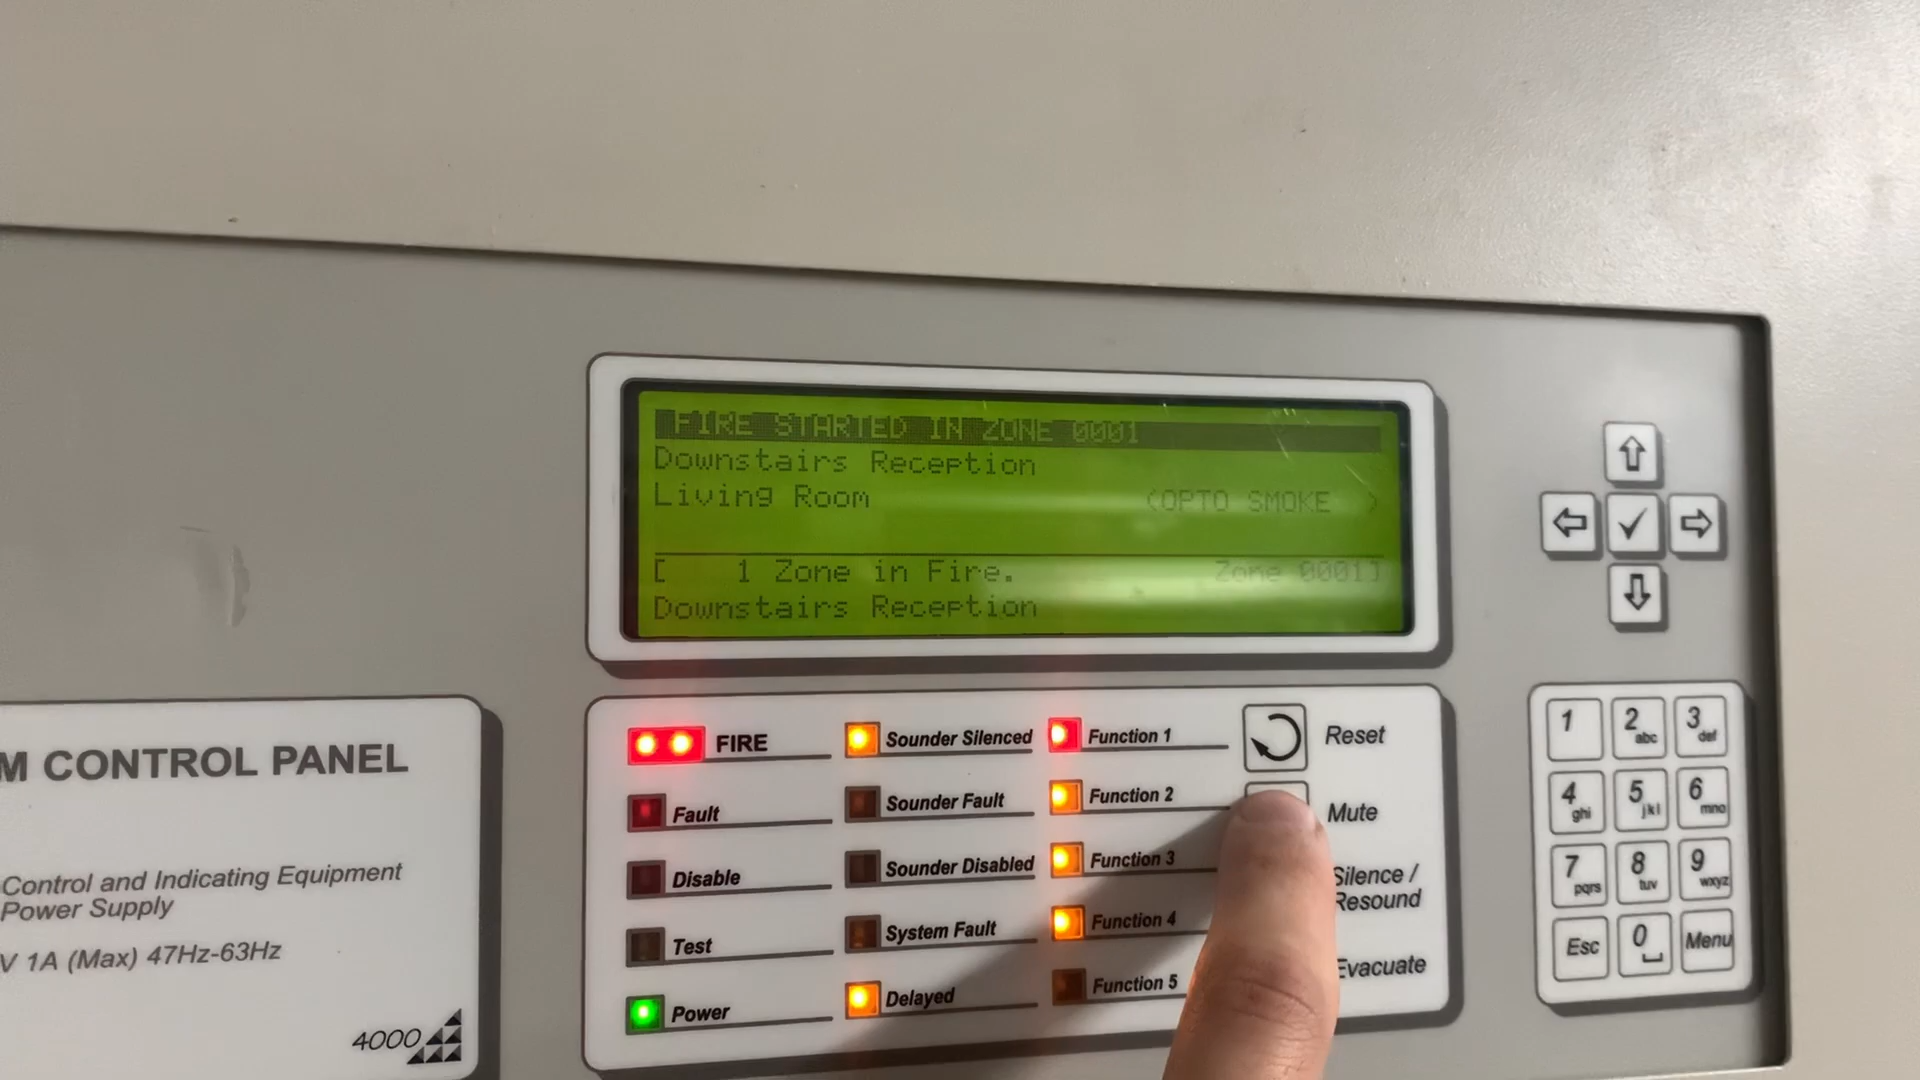 FIRE STARTED IN ZONE 0001
Downstairs Reception
Living Room <OPTO SMOKE >
[ 1 Zone in Fire. Zone 0001]
Downstairs Reception
M CONTROL PANEL
Control and Indicating Equipment
Power Supply
V 1A (Max) 47Hz-63Hz
4000
FIRE
Fault
Disable
Test
Power
Sounder Silenced
Sounder Fault
Sounder Disabled
System Fault
Delayed
Function 1
Function 2
Function 3
Function 4
Function 5
Reset
Mute
Silence /
Resound
Evacuate
1
2 abc
3 def
4 ghi
5 jkl
6 mno
7 pqrs
8 tuv
9 wxyz
Esc
0
Menu